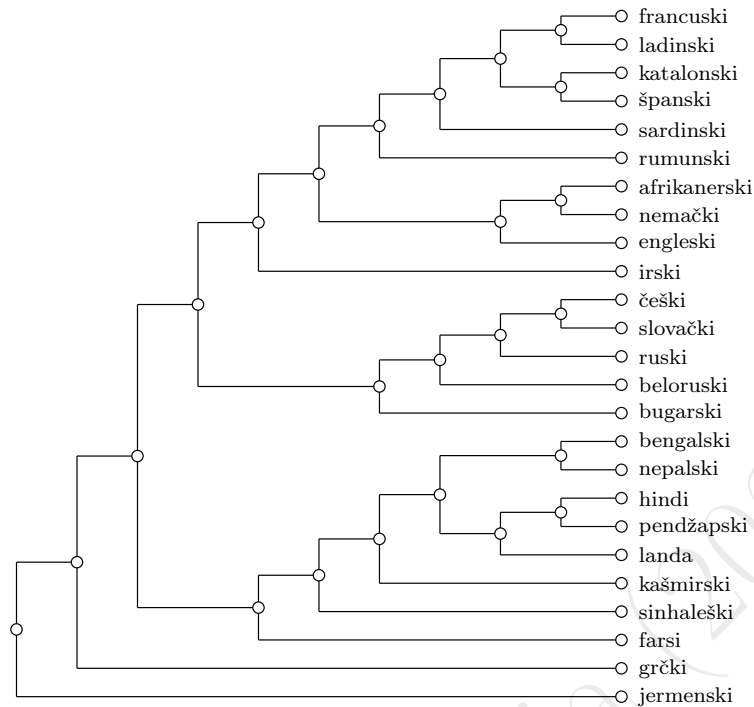 francuski
ladinski
katalonski
španski
sardinski
rumunski
afrikanerski
nemački
engleski
irski
češki
slovački
ruski
beloruski
bugarski
bengalski
nepalski
hindi
pendžapski
landa
kašmirski
sinhaleški
farsi
grčki
jermenski